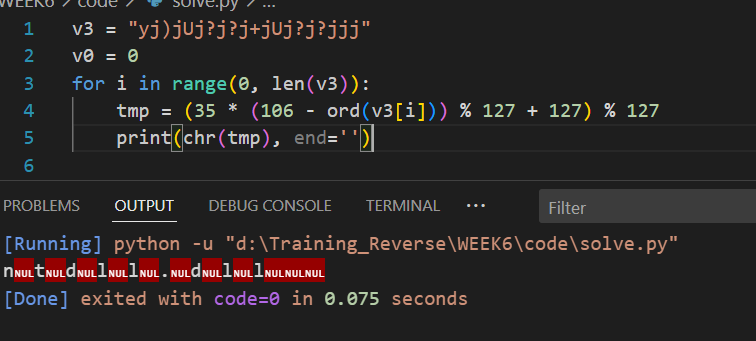 WEEK6 > code > solve.py > ...
1 v3 = "yj)jUj?j?j+jUj?j?jjj"
2 v0 = 0
3 for i in range(0, len(v3)):
4     tmp = (35 * (106 - ord(v3[i])) % 127 + 127) % 127
5     print(chr(tmp), end='')
6
PROBLEMS OUTPUT DEBUG CONSOLE TERMINAL ··· Filter
[Running] python -u "d:\Training_Reverse\WEEK6\code\solve.py"
nNULtNULdNULlNULlNUL.NULdNULlNULlNULNULNUL
[Done] exited with code=0 in 0.075 seconds